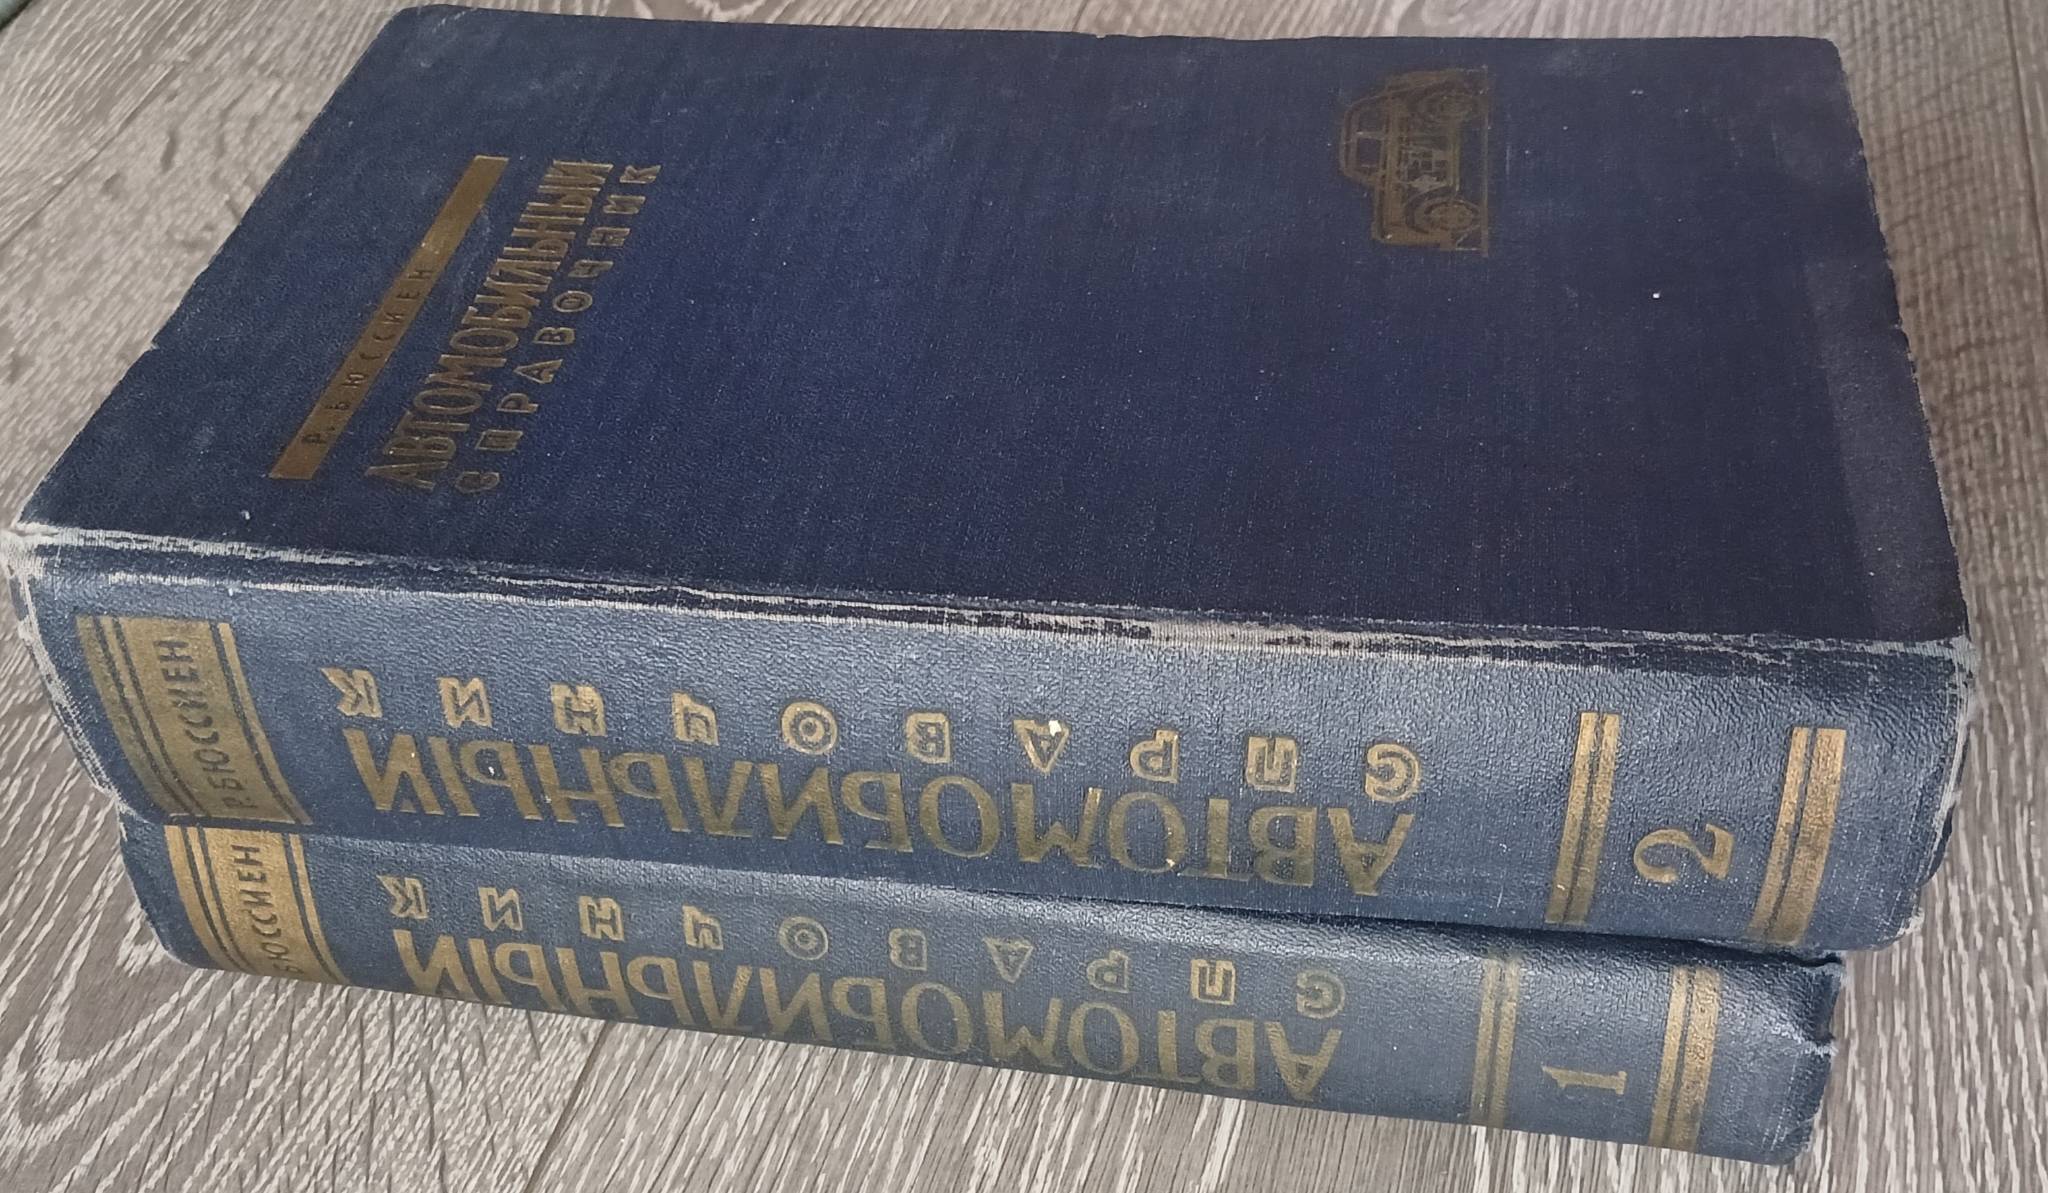 Р. БЮССИЕН
АВТОМОБИЛЬНЫЙ
СПРАВОЧНИК
Р. БЮССИЕН
АВТОМОБИЛЬНЫЙ
СПРАВОЧНИК
2
БЮССИЕН
АВТОМОБИЛЬНЫЙ
СПРАВОЧНИК
1